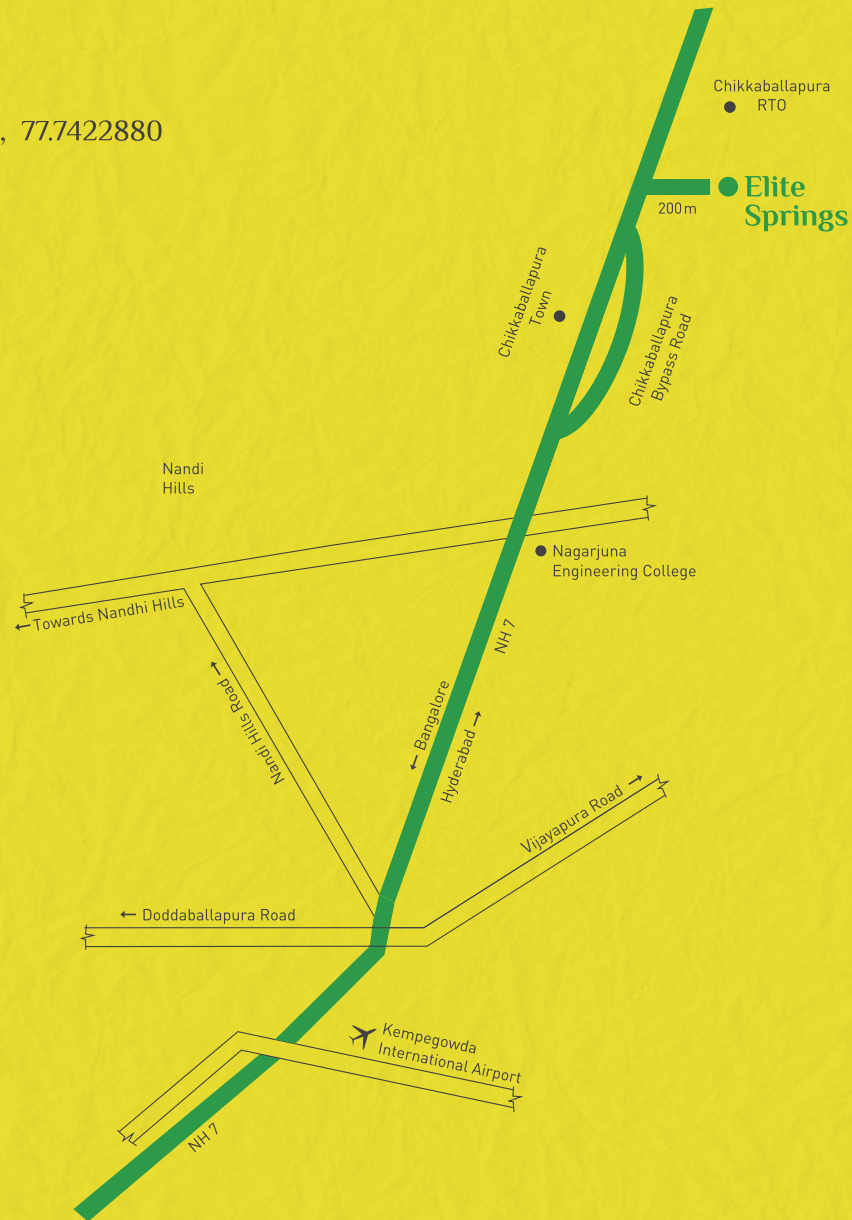 Chikkaballapura
RTO
, 77.7422880
Elite
Springs
200m
Chikkaballapura
Town
Chikkaballapura
Bypass Road
Nandi
Hills
Nagarjuna
Engineering College
Towards Nandhi Hills
NH 7
Nandi Hills Road
Bangalore
Hyderabad
Vijayapura Road
Doddaballapura Road
Kempegowda
International Airport
NH 7